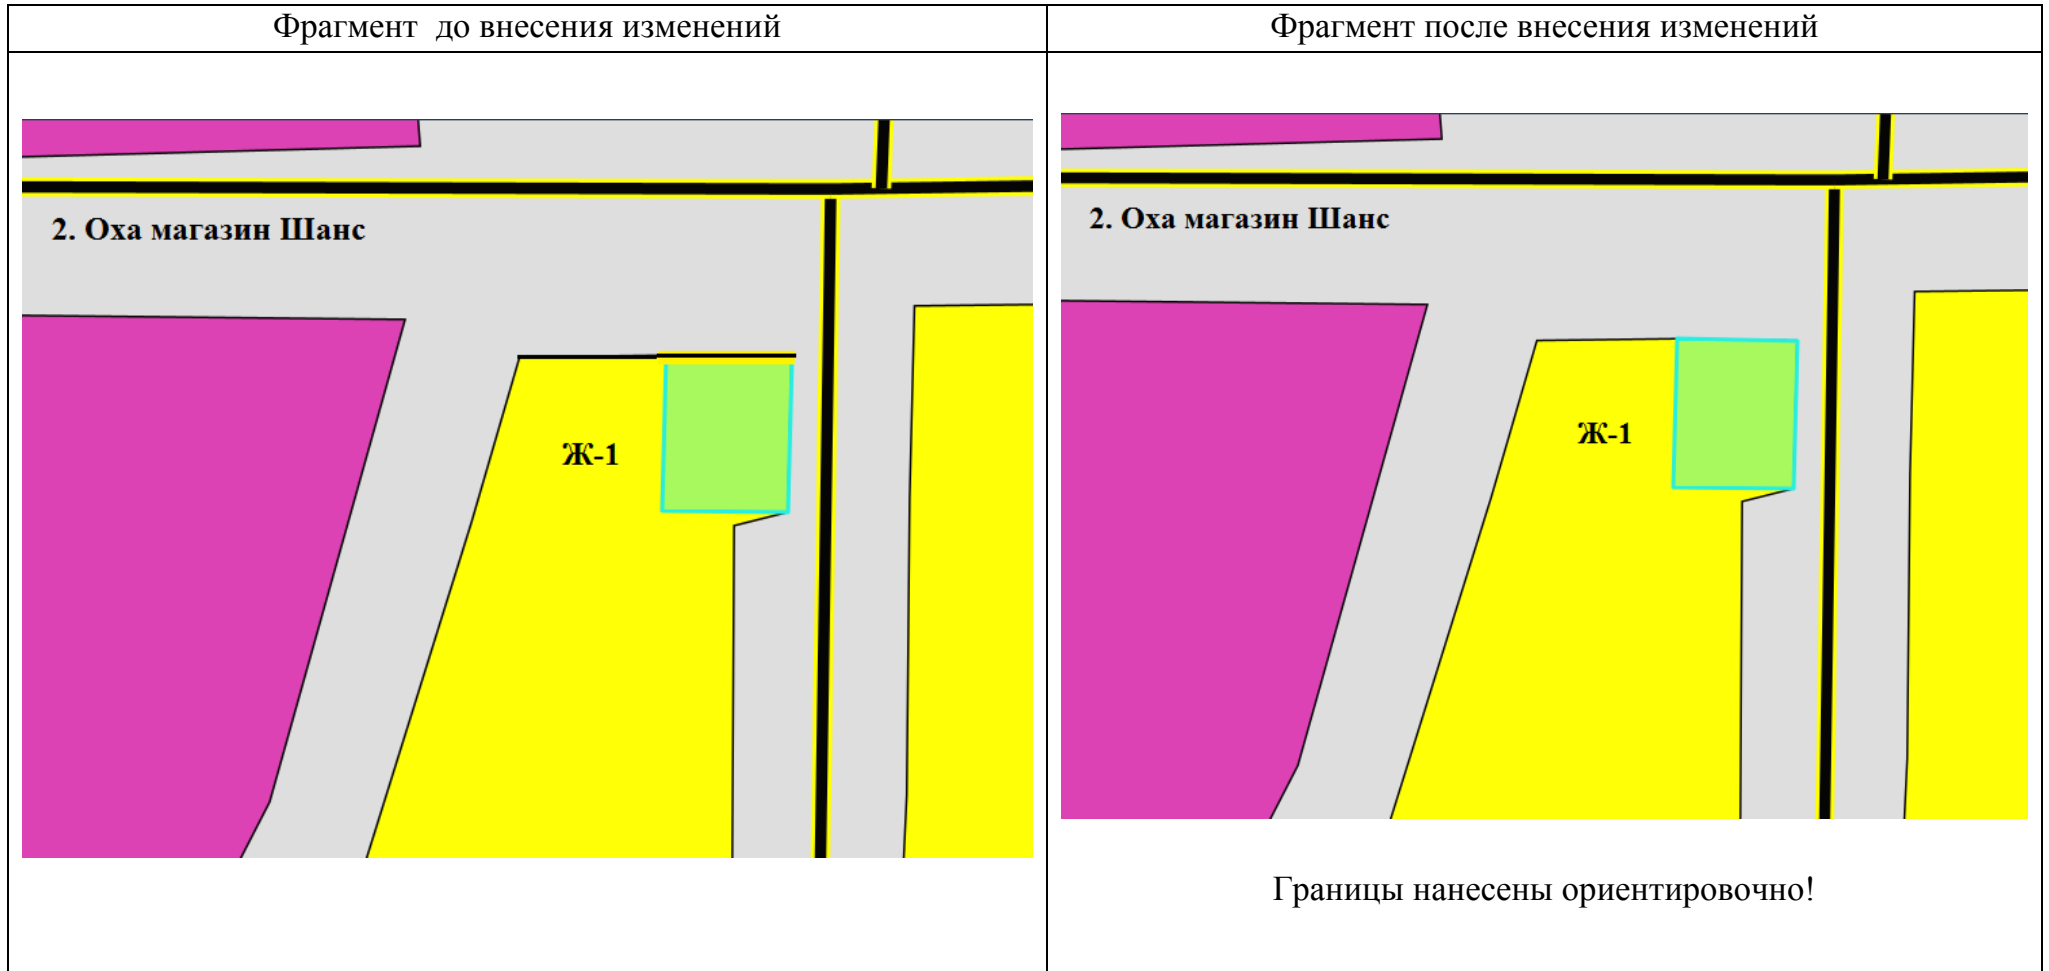 Фрагмент до внесения изменений
Фрагмент после внесения изменений
2. Оха магазин Шанс
Ж-1
2. Оха магазин Шанс
Ж-1
Границы нанесены ориентировочно!